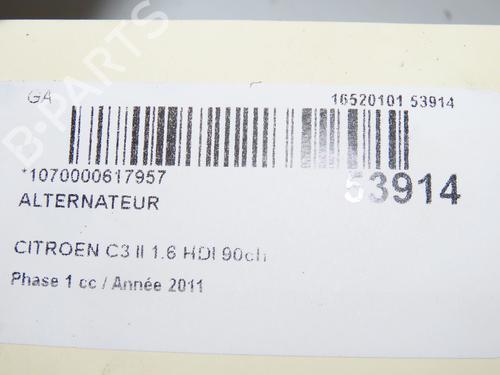 B-PARTS
GA
16520101 53914
*1070000617957
53914
ALTERNATEUR
CITROEN C3 II 1.6 HDI 90ch
Phase 1 cc / Année 2011